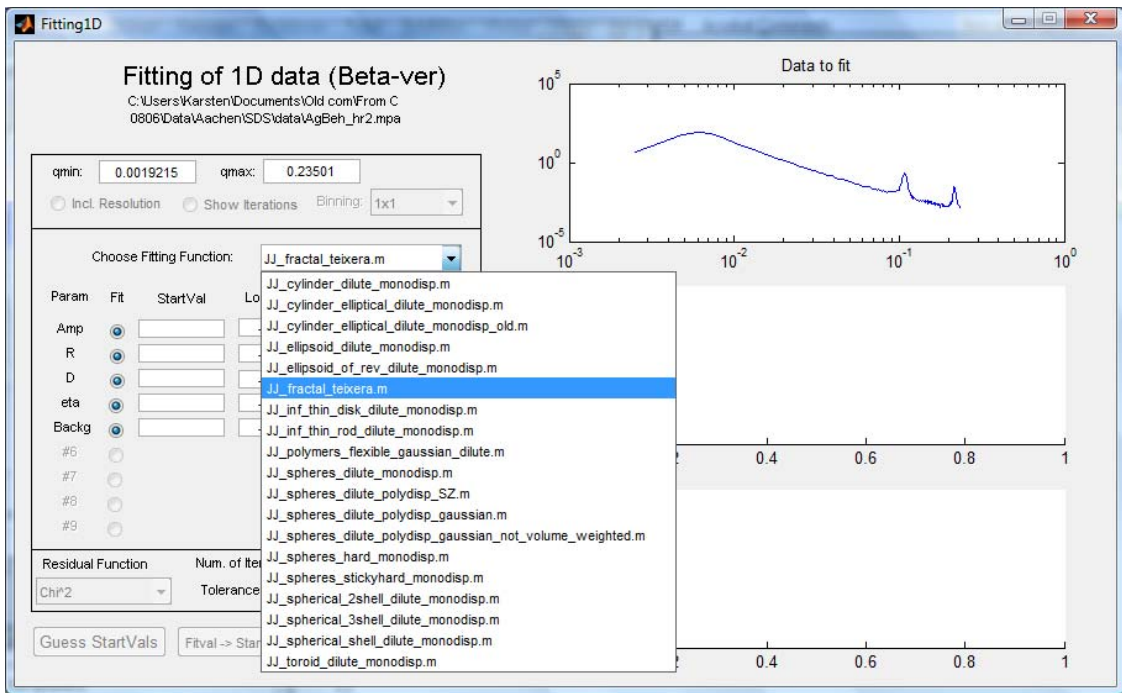 Fitting1D
Fitting of 1D data (Beta-ver)
C:\Users\Karsten\Documents\Old com\From C
0806\Data\Aachen\SDS\data\AgBeh_hr2.mpa
qmin: 0.0019215 qmax: 0.23501
Incl. Resolution Show Iterations Binning: 1x1
Choose Fitting Function: JJ_fractal_teixera.m
Param Fit StartVal Lo
Amp
R
D
eta
Backg
#6
#7
#8
#9
Residual Function Num. of Iter
Chi^2 Tolerance
Guess StartVals Fitval -> Star
JJ_cylinder_dilute_monodisp.m
JJ_cylinder_elliptical_dilute_monodisp.m
JJ_cylinder_elliptical_dilute_monodisp_old.m
JJ_ellipsoid_dilute_monodisp.m
JJ_ellipsoid_of_rev_dilute_monodisp.m
JJ_fractal_teixera.m
JJ_inf_thin_disk_dilute_monodisp.m
JJ_inf_thin_rod_dilute_monodisp.m
JJ_polymers_flexible_gaussian_dilute.m
JJ_spheres_dilute_monodisp.m
JJ_spheres_dilute_polydisp_SZ.m
JJ_spheres_dilute_polydisp_gaussian.m
JJ_spheres_dilute_polydisp_gaussian_not_volume_weighted.m
JJ_spheres_hard_monodisp.m
JJ_spheres_stickyhard_monodisp.m
JJ_spherical_2shell_dilute_monodisp.m
JJ_spherical_3shell_dilute_monodisp.m
JJ_spherical_shell_dilute_monodisp.m
JJ_toroid_dilute_monodisp.m
Data to fit
10^5
10^0
10^-5
10^-3 10^-2 10^-1 10^0
0.4 0.6 0.8 1
0.4 0.6 0.8 1